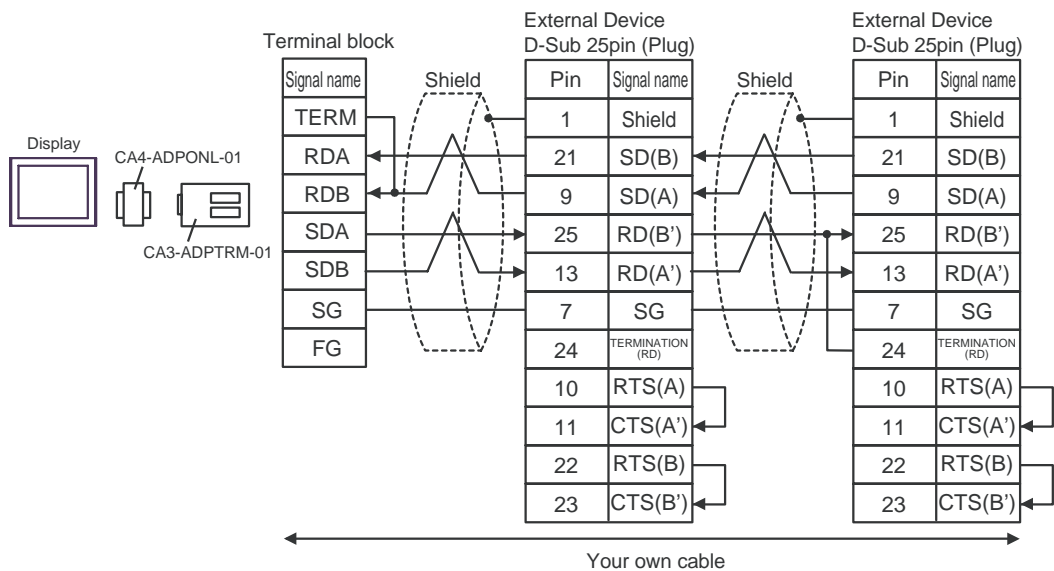 Display
CA4-ADPONL-01
CA3-ADPTRM-01
Terminal block
Signal name
TERM
RDA
RDB
SDA
SDB
SG
FG
Shield
External Device
D-Sub 25pin (Plug)
Pin Signal name
1 Shield
21 SD(B)
9 SD(A)
25 RD(B’)
13 RD(A’)
7 SG
24 TERMINATION (RD)
10 RTS(A)
11 CTS(A’)
22 RTS(B)
23 CTS(B’)
Shield
External Device
D-Sub 25pin (Plug)
Pin Signal name
1 Shield
21 SD(B)
9 SD(A)
25 RD(B’)
13 RD(A’)
7 SG
24 TERMINATION (RD)
10 RTS(A)
11 CTS(A’)
22 RTS(B)
23 CTS(B’)
Your own cable